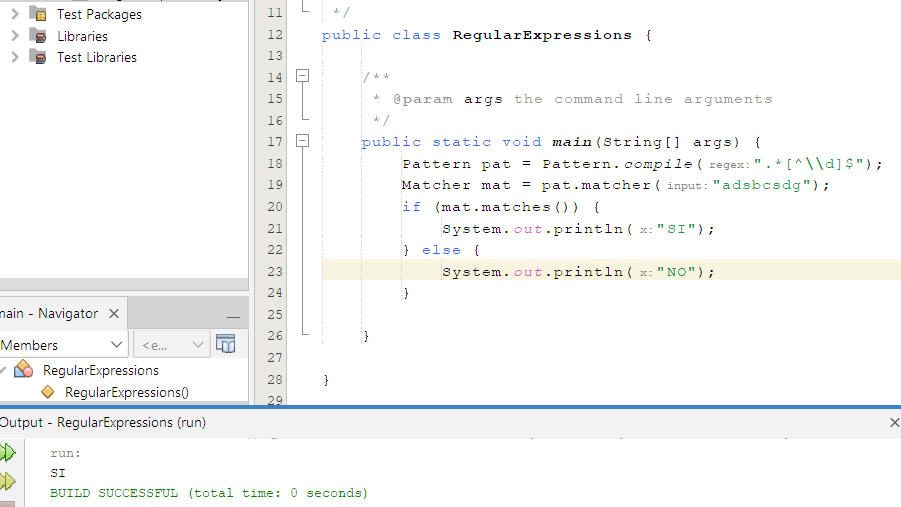 Test Packages
Libraries
Test Libraries
main - Navigator
Members
<e...
RegularExpressions
RegularExpressions()
11 */
12 public class RegularExpressions {
13
14 /**
15 * @param args the command line arguments
16 */
17 public static void main(String[] args) {
18 Pattern pat = Pattern.compile( regex: ".*[^\\d]$");
19 Matcher mat = pat.matcher( input: "adsbcsdg");
20 if (mat.matches()) {
21 System.out.println( x: "SI");
22 } else {
23 System.out.println( x: "NO");
24 }
25
26 }
27
28 }
29
Output - RegularExpressions (run)
run:
SI
BUILD SUCCESSFUL (total time: 0 seconds)